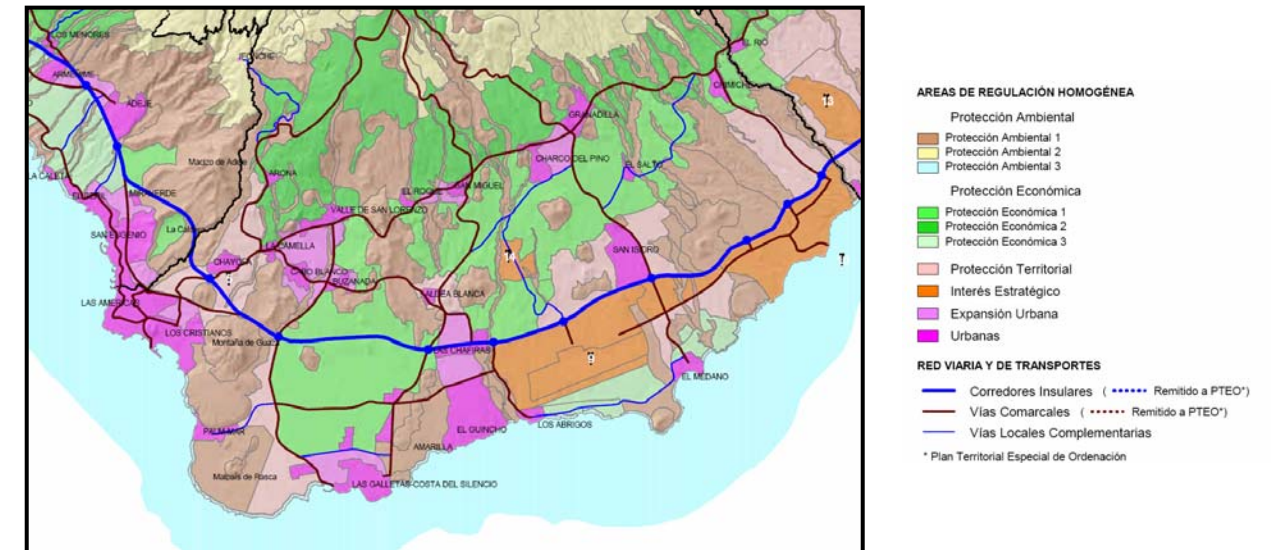 LOS MENORES
ARMEÑIME
ADEJE
IFONCHE
EL RIO
CHIMICHE
13
GRANADILLA
Macizo de Adeje
CHARCO DEL PINO
EL SALTO
LA CALETA
ARONA
MIRAVERDE
EL ROQUE
SAN MIGUEL
VALLE DE SAN LORENZO
SAN EUGENIO
La Caldera
LA CAMELLA
SAN ISIDRO
14
CHAYOFA
CABO BLANCO
BUZANADA
ALDEA BLANCA
LAS AMERICAS
LOS CRISTIANOS
Montaña de Guaza
LAS CHAFIRAS
9
EL MEDANO
PALM-MAR
EL GUINCHO
LOS ABRIGOS
AMARILLA
Malpaís de Rasca
LAS GALLETAS-COSTA DEL SILENCIO
AREAS DE REGULACIÓN HOMOGÉNEA
Protección Ambiental
Protección Ambiental 1
Protección Ambiental 2
Protección Ambiental 3
Protección Económica
Protección Económica 1
Protección Económica 2
Protección Económica 3
Protección Territorial
Interés Estratégico
Expansión Urbana
Urbanas
RED VIARIA Y DE TRANSPORTES
Corredores Insulares ( Remitido a PTEO*)
Vías Comarcales ( Remitido a PTEO*)
Vías Locales Complementarias
* Plan Territorial Especial de Ordenación